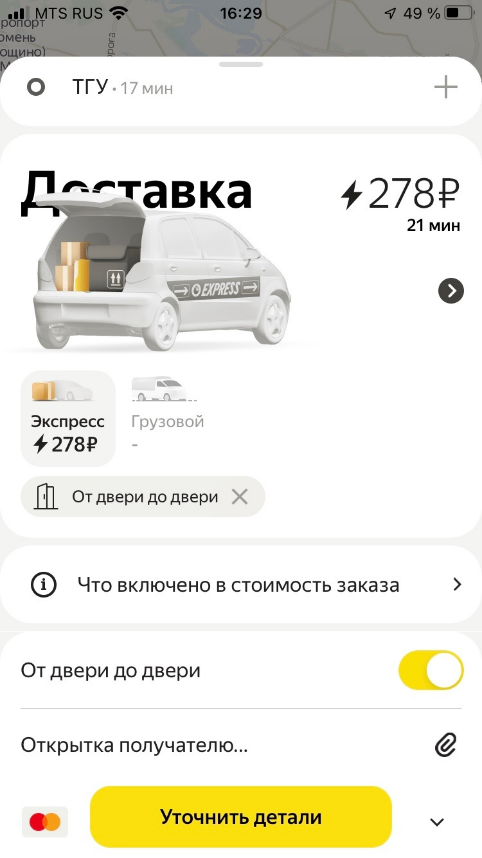 MTS RUS
16:29
49 %
ропорт
омень
ощино)
ТГУ • 17 мин
Доставка
278₽
21 мин
EXPRESS
Экспресс
278₽
Грузовой
-
От двери до двери
Что включено в стоимость заказа
От двери до двери
Открытка получателю...
Уточнить детали